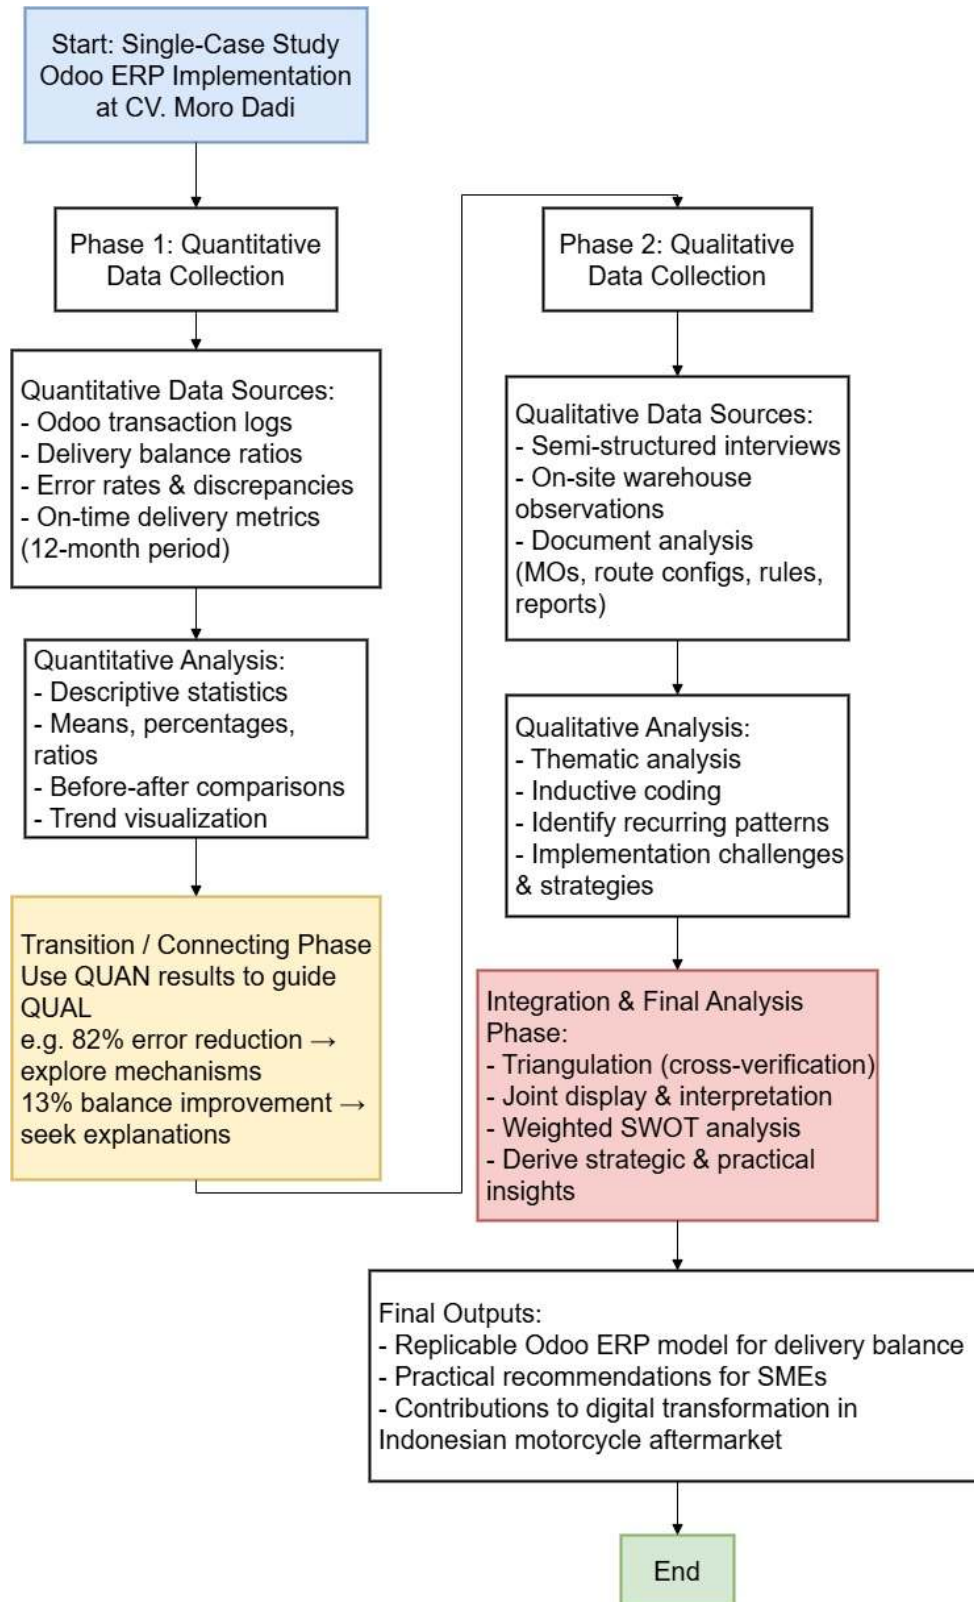 Start: Single-Case Study
Odoo ERP Implementation
at CV. Moro Dadi
Phase 1: Quantitative
Data Collection
Quantitative Data Sources:
- Odoo transaction logs
- Delivery balance ratios
- Error rates & discrepancies
- On-time delivery metrics
(12-month period)
Quantitative Analysis:
- Descriptive statistics
- Means, percentages,
ratios
- Before-after comparisons
- Trend visualization
Transition / Connecting Phase
Use QUAN results to guide
QUAL
e.g. 82% error reduction →
explore mechanisms
13% balance improvement →
seek explanations
Phase 2: Qualitative
Data Collection
Qualitative Data Sources:
- Semi-structured interviews
- On-site warehouse
observations
- Document analysis
(MOs, route configs, rules,
reports)
Qualitative Analysis:
- Thematic analysis
- Inductive coding
- Identify recurring patterns
- Implementation challenges
& strategies
Integration & Final Analysis
Phase:
- Triangulation (cross-verification)
- Joint display & interpretation
- Weighted SWOT analysis
- Derive strategic & practical
insights
Final Outputs:
- Replicable Odoo ERP model for delivery balance
- Practical recommendations for SMEs
- Contributions to digital transformation in
Indonesian motorcycle aftermarket
End